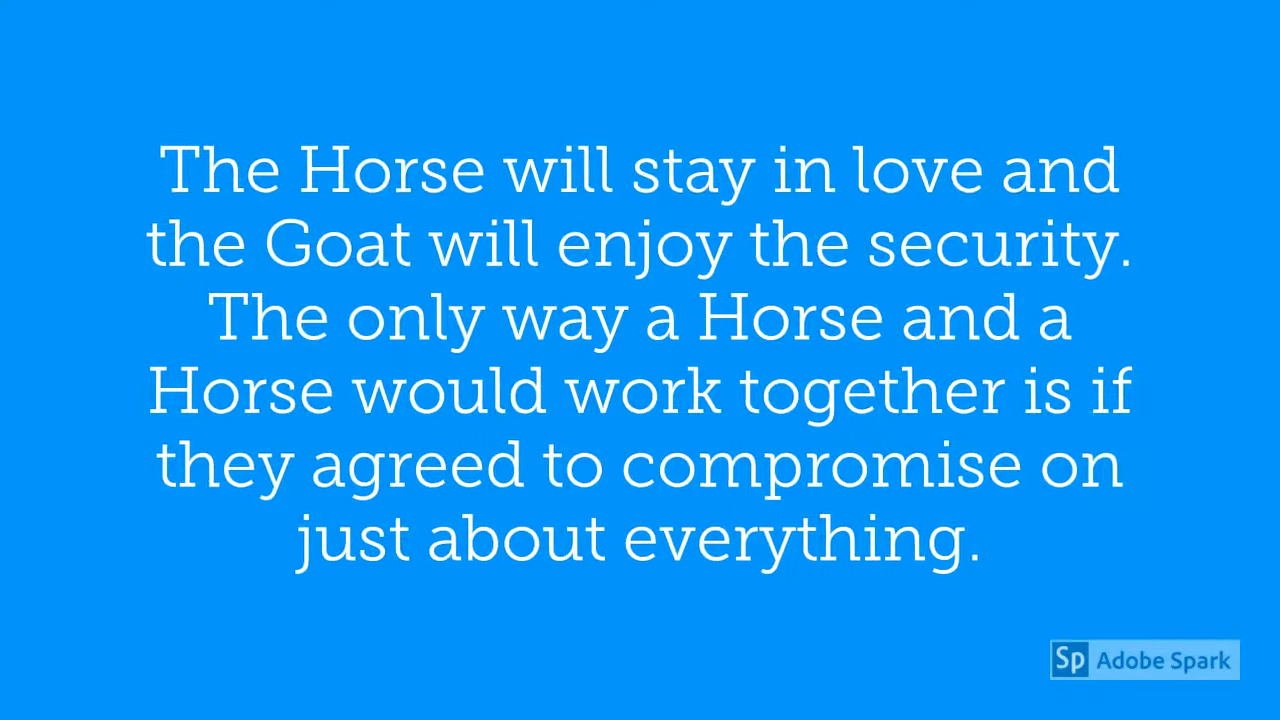 The Horse will stay in love and
the Goat will enjoy the security.
The only way a Horse and a
Horse would work together is if
they agreed to compromise on
just about everything.
Sp Adobe Spark